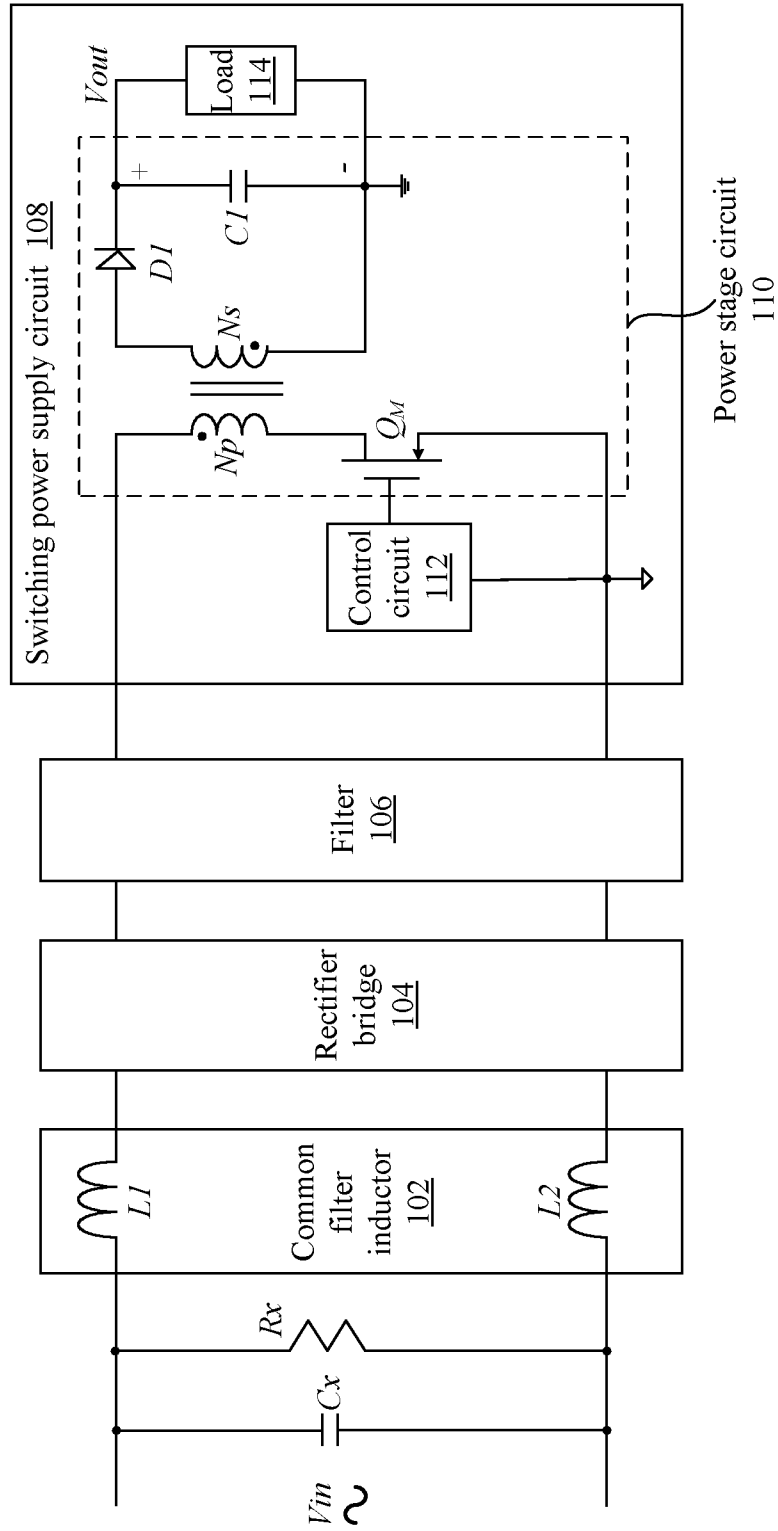 Vin
Cx
Rx
L1
Common
filter
inductor
102
L2
Rectifier
bridge
104
Filter
106
Switching power supply circuit 108
Control
circuit
112
Np
Ns
QM
D1
C1
+
-
Vout
Load
114
Power stage circuit
110